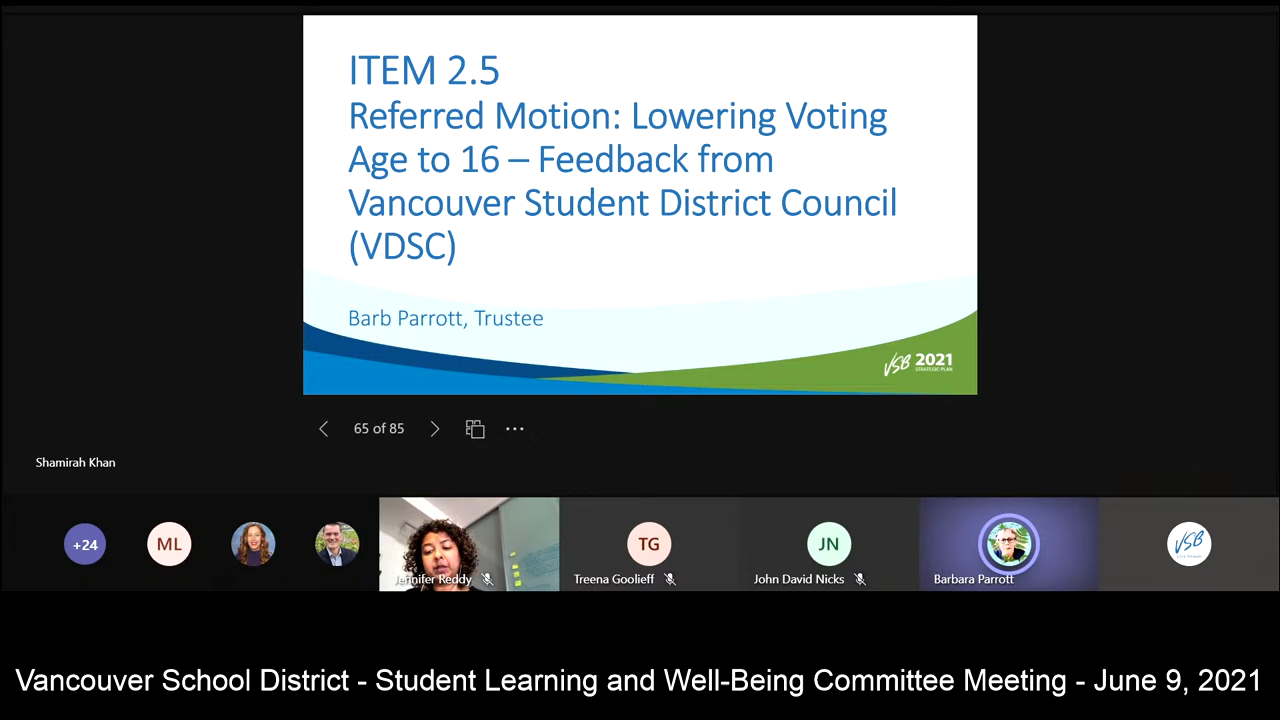 ITEM 2.5
Referred Motion: Lowering Voting
Age to 16 – Feedback from
Vancouver Student District Council
(VDSC)
Barb Parrott, Trustee
VSB 2021
STRATEGIC PLAN
65 of 85
Shamirah Khan
+24
ML
TG
JN
VSB
Jennifer Reddy
Treena Goolieff
John David Nicks
Barbara Parrott
Vancouver School District - Student Learning and Well-Being Committee Meeting - June 9, 2021